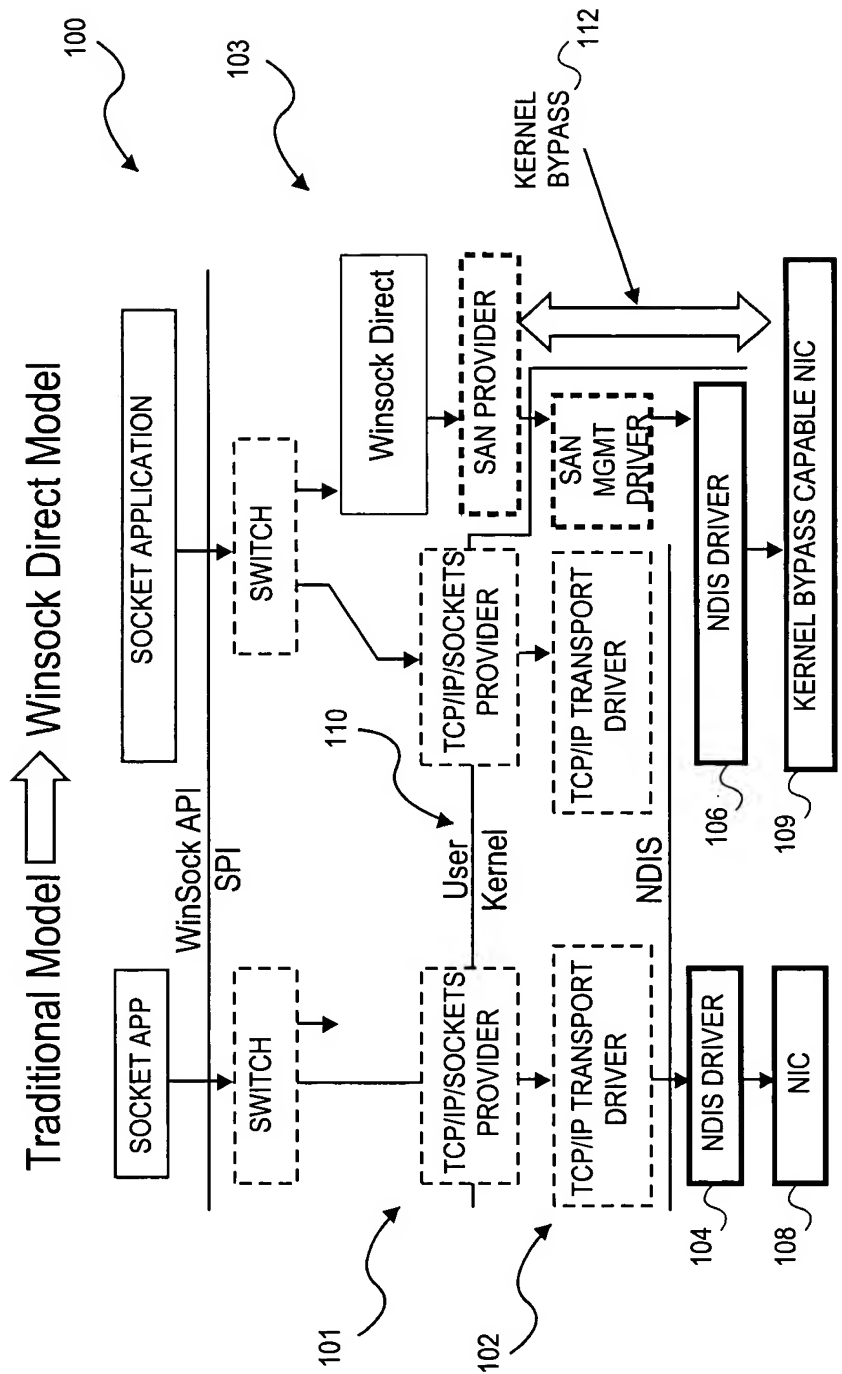 Traditional Model
Winsock Direct Model
100
103
SOCKET APP
SOCKET APPLICATION
WinSock API
SPI
SWITCH
SWITCH
Winsock Direct
101
110
TCP/IP/SOCKETS
PROVIDER
User
Kernel
TCP/IP/SOCKETS
PROVIDER
SAN PROVIDER
KERNEL
BYPASS
112
102
TCP/IP TRANSPORT
DRIVER
TCP/IP TRANSPORT
DRIVER
SAN
MGMT
DRIVER
NDIS
104
NDIS DRIVER
106
NDIS DRIVER
108
NIC
109
KERNEL BYPASS CAPABLE NIC